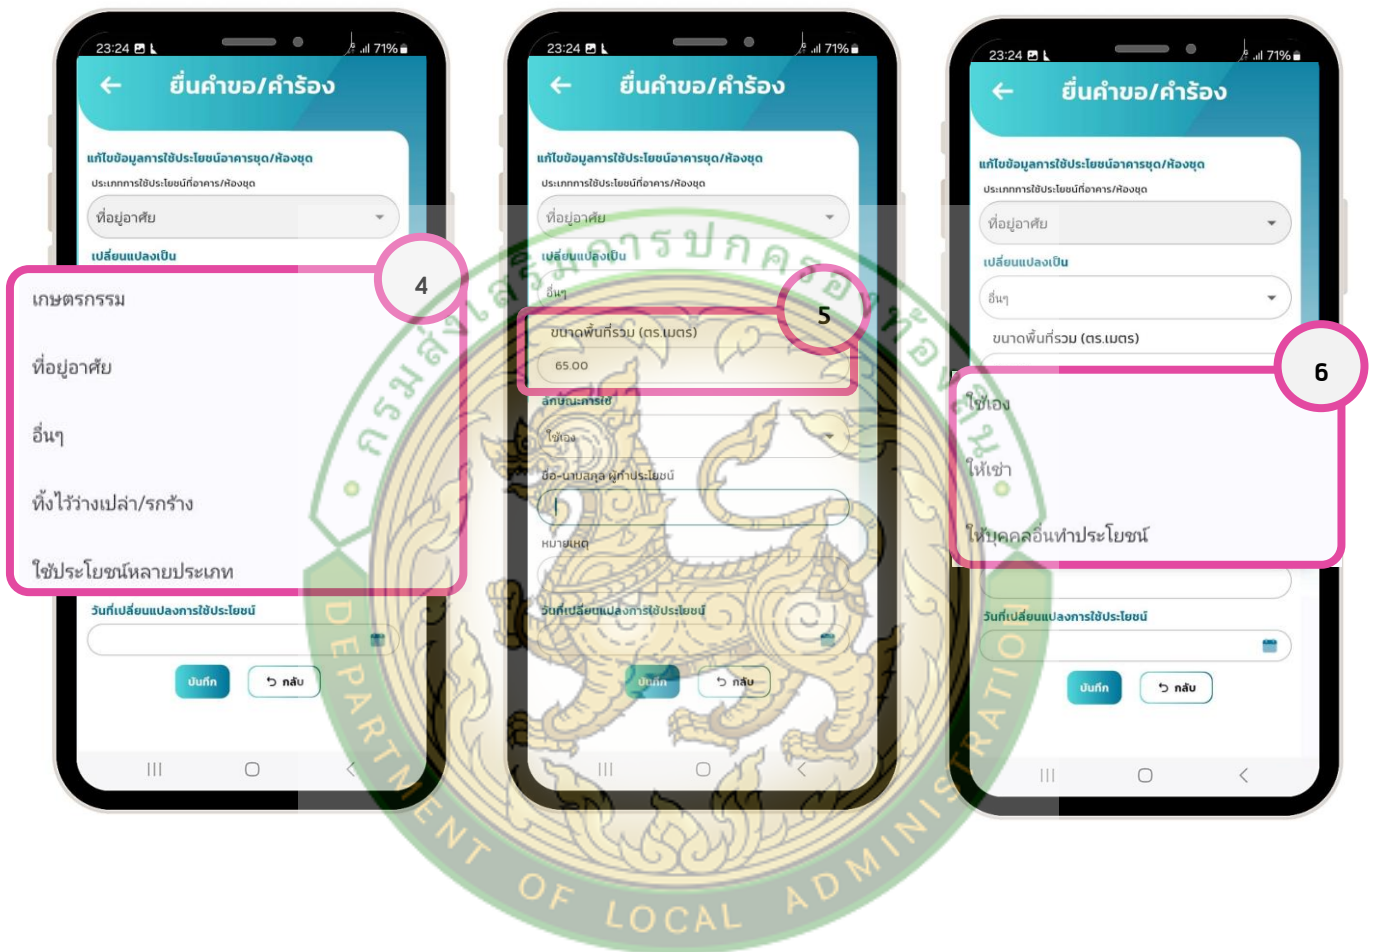 23:24
71%
ยื่นคำขอ/คำร้อง
แก้ไขข้อมูลการใช้ประโยชน์อาคารชุด/ห้องชุด
ประเภทการใช้ประโยชน์ที่อาคาร/ห้องชุด
ที่อยู่อาศัย
เปลี่ยนแปลงเป็น
4
เกษตรกรรม
ที่อยู่อาศัย
อื่นๆ
ทิ้งไว้ว่างเปล่า/รกร้าง
ใช้ประโยชน์หลายประเภท
วันที่เปลี่ยนแปลงการใช้ประโยชน์
บันทึก
กลับ
23:24
71%
ยื่นคำขอ/คำร้อง
แก้ไขข้อมูลการใช้ประโยชน์อาคารชุด/ห้องชุด
ประเภทการใช้ประโยชน์ที่อาคาร/ห้องชุด
ที่อยู่อาศัย
เปลี่ยนแปลงเป็น
อื่นๆ
5
ขนาดพื้นที่รวม (ตร.เมตร)
65.00
ลักษณะการใช้
ใช้เอง
ชื่อ-นามสกุล ผู้ทำประโยชน์
หมายเหตุ
วันที่เปลี่ยนแปลงการใช้ประโยชน์
บันทึก
กลับ
23:24
71%
ยื่นคำขอ/คำร้อง
แก้ไขข้อมูลการใช้ประโยชน์อาคารชุด/ห้องชุด
ประเภทการใช้ประโยชน์ที่อาคาร/ห้องชุด
ที่อยู่อาศัย
เปลี่ยนแปลงเป็น
อื่นๆ
ขนาดพื้นที่รวม (ตร.เมตร)
6
ใช้เอง
ให้เช่า
ให้บุคคลอื่นทำประโยชน์
วันที่เปลี่ยนแปลงการใช้ประโยชน์
บันทึก
กลับ
กรมส่งเสริมการปกครองท้องถิ่น
DEPARTMENT OF LOCAL ADMINISTRATION